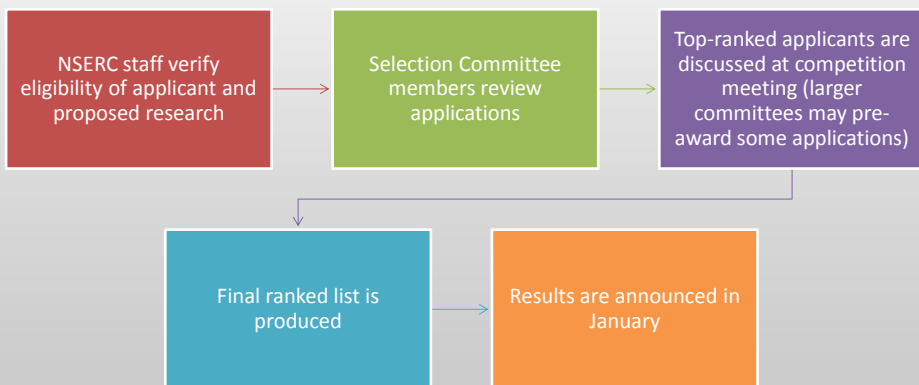 NSERC staff verify
eligibility of applicant and
proposed research
Selection Committee
members review
applications
Top-ranked applicants are
discussed at competition
meeting (larger
committees may pre-
award some applications)
Final ranked list is
produced
Results are announced in
January